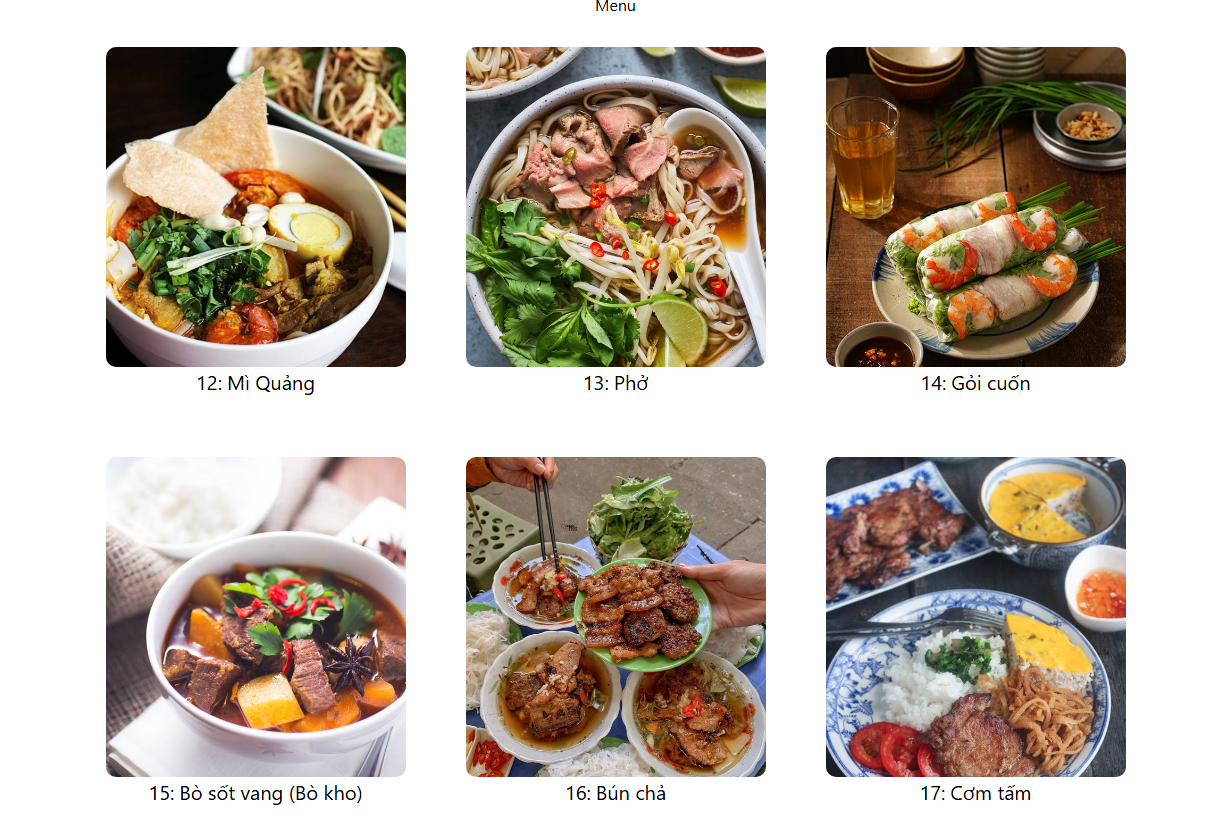 Menu
12: Mì Quảng
13: Phở
14: Gỏi cuốn
15: Bò sốt vang (Bò kho)
16: Bún chả
17: Cơm tấm